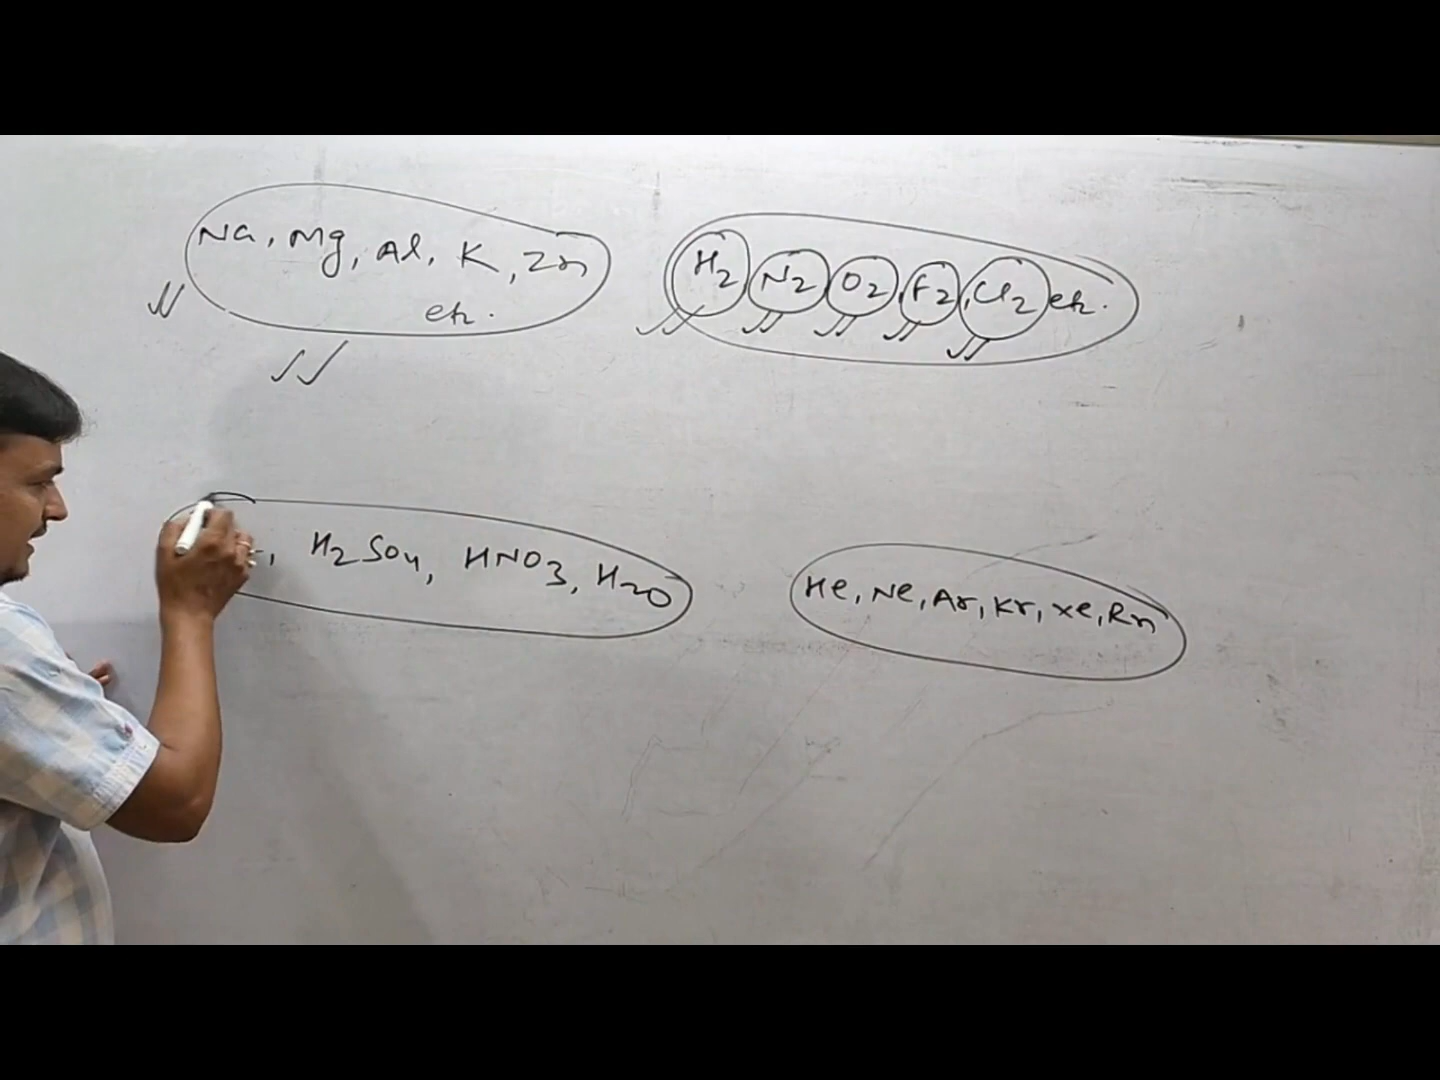 Na, Mg, Al, K, Zn
etc.
H2 N2 O2, F2, Cl2 etc.
, H2SO4, HNO3, H2O
He, Ne, Ar, Kr, Xe, Rn